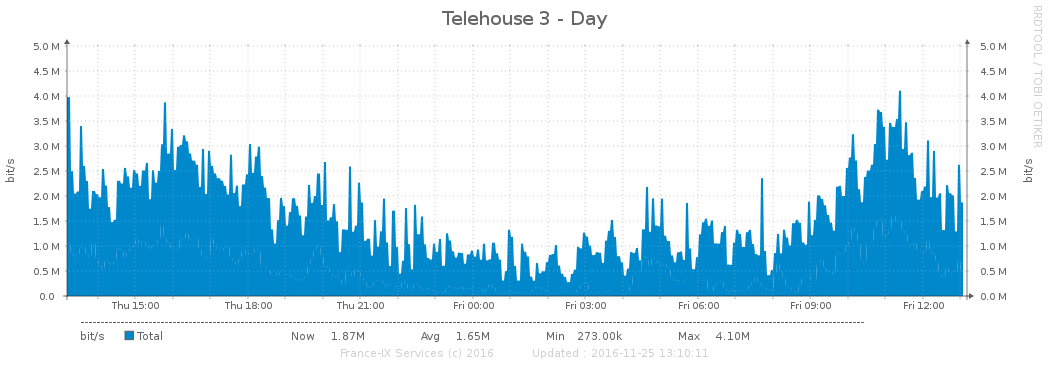 Telehouse 3 - Day
RRDTOOL / TOBI OETIKER
bit/s
bit/s
5.0 M 5.0 M
4.5 M 4.5 M
4.0 M 4.0 M
3.5 M 3.5 M
3.0 M 3.0 M
2.5 M 2.5 M
2.0 M 2.0 M
1.5 M 1.5 M
1.0 M 1.0 M
0.5 M 0.5 M
0.0 0.0 M
Thu 15:00 Thu 18:00 Thu 21:00 Fri 00:00 Fri 03:00 Fri 06:00 Fri 09:00 Fri 12:00
bit/s Total Now 1.87M Avg 1.65M Min 273.00k Max 4.10M
France-IX Services (c) 2016 Updated : 2016-11-25 13:10:11